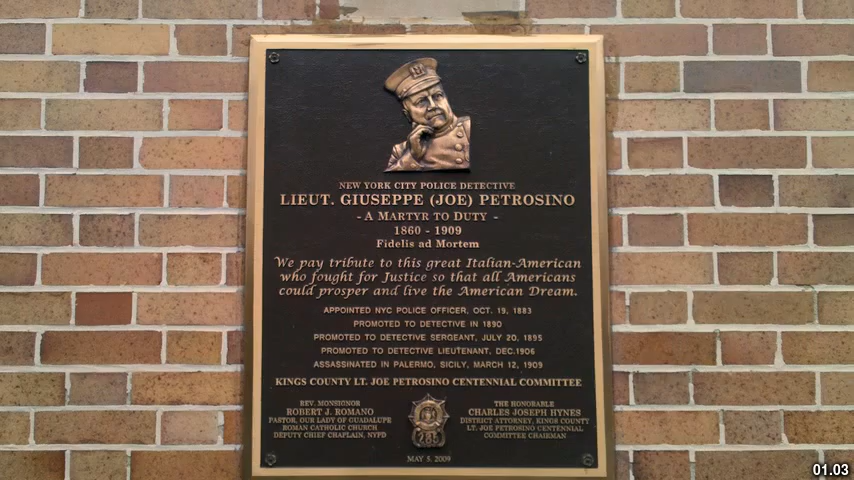 NEW YORK CITY POLICE DETECTIVE
LIEUT. GIUSEPPE (JOE) PETROSINO
- A MARTYR TO DUTY -
1860 - 1909
Fidelis ad Mortem
We pay tribute to this great Italian-American
who fought for Justice so that all Americans
could prosper and live the American Dream.
APPOINTED NYC POLICE OFFICER, OCT. 19, 1883
PROMOTED TO DETECTIVE IN 1890
PROMOTED TO DETECTIVE SERGEANT, JULY 20, 1895
PROMOTED TO DETECTIVE LIEUTENANT, DEC.1906
ASSASSINATED IN PALERMO, SICILY, MARCH 12, 1909
KINGS COUNTY LT. JOE PETROSINO CENTENNIAL COMMITTEE
REV. MONSIGNOR
ROBERT J. ROMANO
PASTOR, OUR LADY OF GUADALUPE
ROMAN CATHOLIC CHURCH
DEPUTY CHIEF CHAPLAIN, NYPD
285
THE HONORABLE
CHARLES JOSEPH HYNES
DISTRICT ATTORNEY, KINGS COUNTY
LT. JOE PETROSINO CENTENNIAL
COMMITTEE CHAIRMAN
MAY 5, 2009
01.03